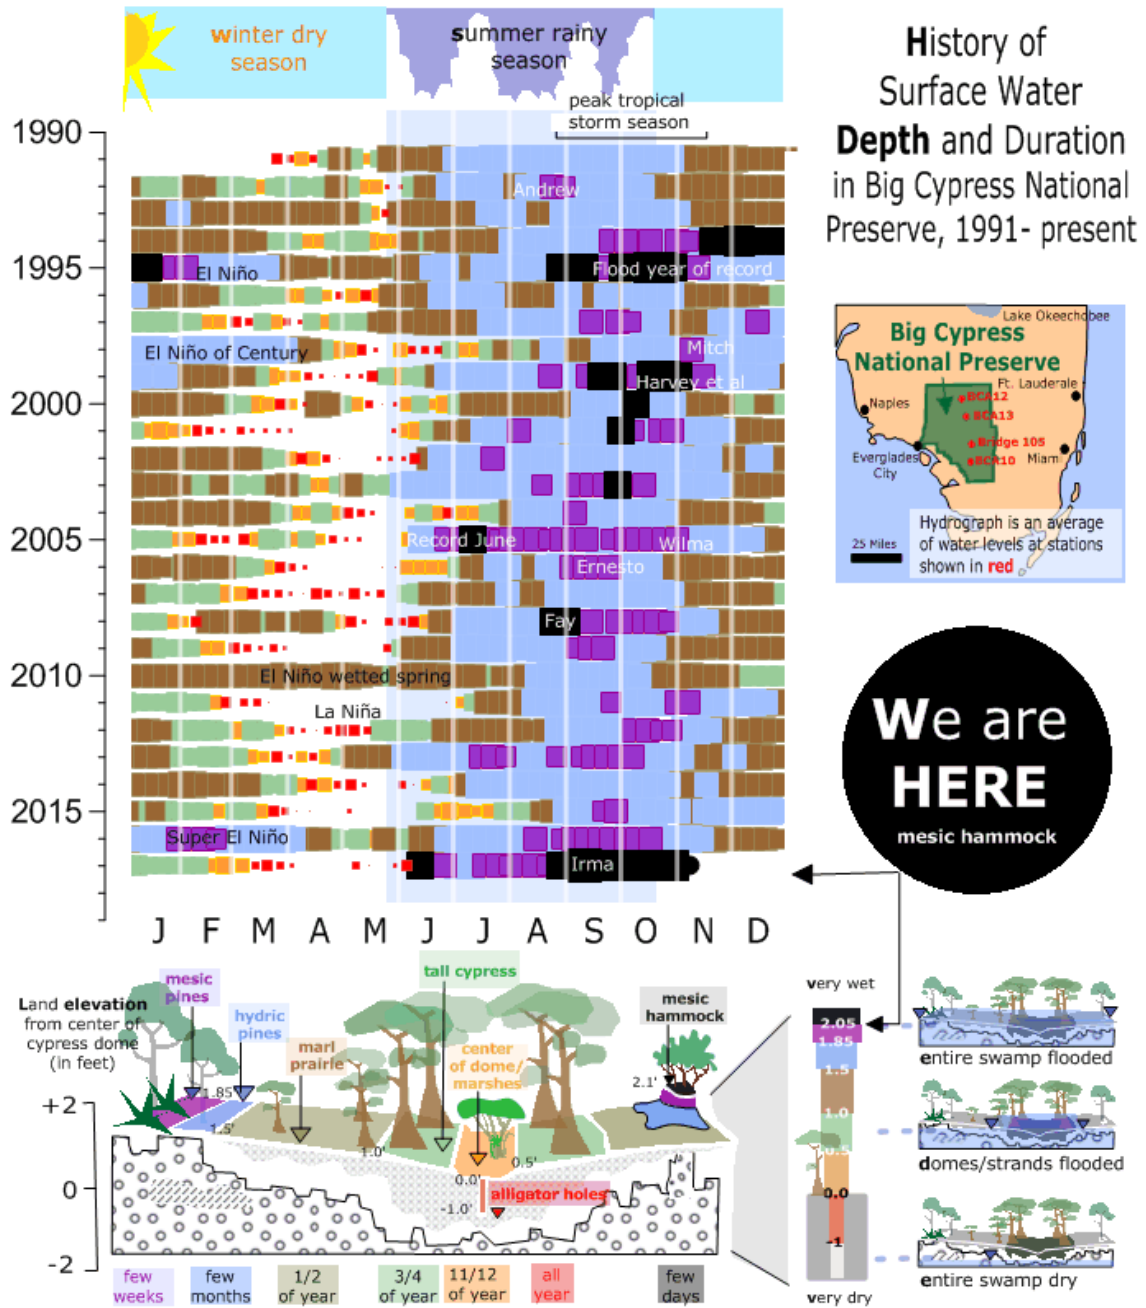 winter dry
season
summer rainy
season
peak tropical
storm season
History of
Surface Water
Depth and Duration
in Big Cypress National
Preserve, 1991- present
1990
1995
2000
2005
2010
2015
Andrew
El Niño
Flood year of record
El Niño of Century
Mitch
Harvey et al
Record June
Wilma
Ernesto
Fay
El Niño wetted spring
La Niña
Super El Niño
Irma
J F M A M J J A S O N D
Lake Okeechobee
Big Cypress
National Preserve
Ft. Lauderale
BCA12
Naples
BCA13
Bridge 105
Everglades
City
Miam
BCA10
Hydrograph is an average
of water levels at stations
shown in red
25 Miles
We are
HERE
mesic hammock
Land elevation
from center of
cypress dome
(in feet)
mesic
pines
hydric
pines
marl
prairie
tall cypress
center
of dome/
marshes
mesic
hammock
1.85'
1.5'
1.0'
0.5'
0.0'
-1.0'
2.1'
alligator holes
+2
0
-2
few
weeks
few
months
1/2
of year
3/4
of year
11/12
of year
all
year
few
days
very wet
2.05
1.85
1.5
1.0
0.5
0.0
-1
very dry
entire swamp flooded
domes/strands flooded
entire swamp dry